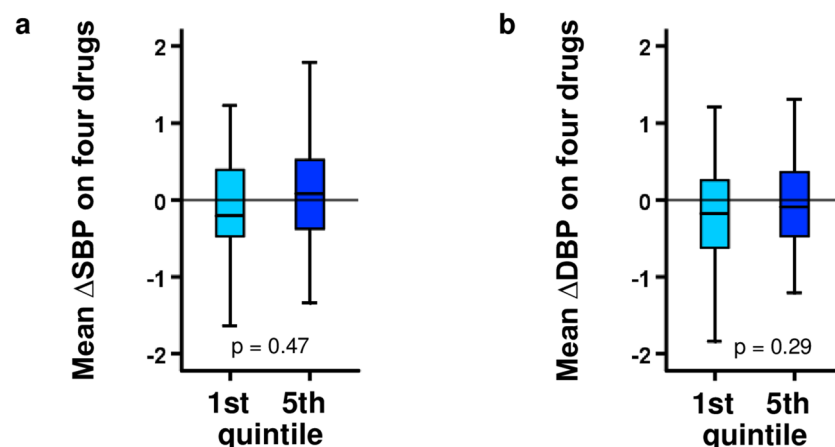 a
Mean ΔSBP on four drugs
2
1
0
-1
-2
p = 0.47
1st 5th
quintile
b
Mean ΔDBP on four drugs
2
1
0
-1
-2
p = 0.29
1st 5th
quintile